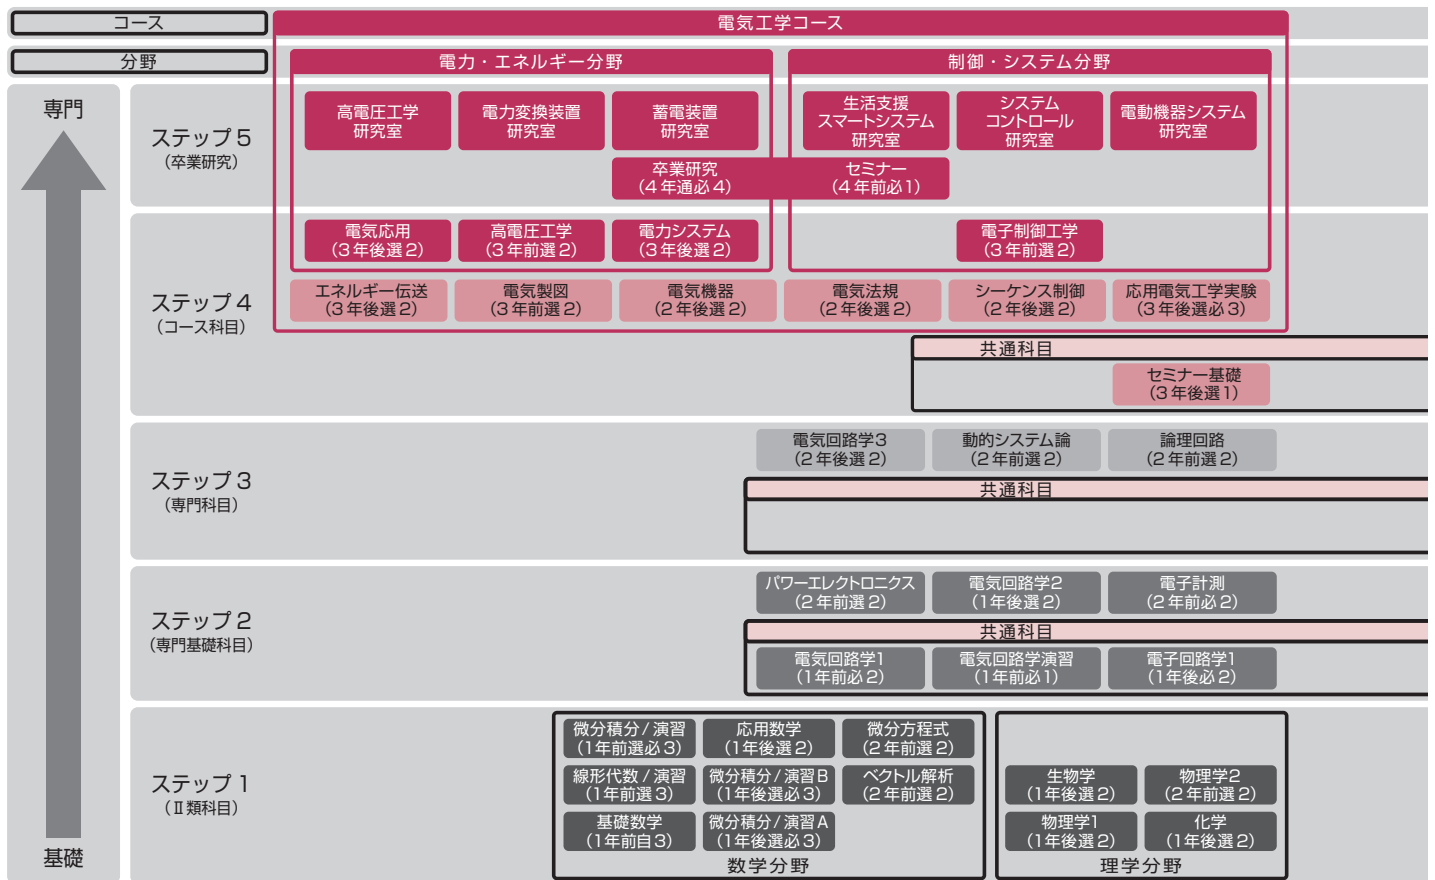 コース
電気工学コース
分野
電力・エネルギー分野
制御・システム分野
専門
ステップ5
(卒業研究)
高電圧工学
研究室
電力変換装置
研究室
蓄電装置
研究室
生活支援
スマートシステム
研究室
システム
コントロール
研究室
電動機器システム
研究室
卒業研究
(4年通必4)
セミナー
(4年前必1)
ステップ4
(コース科目)
電気応用
(3年後選2)
高電圧工学
(3年前選2)
電力システム
(3年後選2)
電子制御工学
(3年前選2)
エネルギー伝送
(3年後選2)
電気製図
(3年前選2)
電気機器
(2年後選2)
電気法規
(2年後選2)
シーケンス制御
(2年後選2)
応用電気工学実験
(3年後選必3)
共通科目
セミナー基礎
(3年後選1)
ステップ3
(専門科目)
電気回路学3
(2年後選2)
動的システム論
(2年前選2)
論理回路
(2年前選2)
共通科目
ステップ2
(専門基礎科目)
パワーエレクトロニクス
(2年前選2)
電気回路学2
(1年後選2)
電子計測
(2年前必2)
共通科目
電気回路学1
(1年前必2)
電気回路学演習
(1年前必1)
電子回路学1
(1年後必2)
ステップ1
(Ⅱ類科目)
微分積分/演習
(1年前選必3)
応用数学
(1年後選2)
微分方程式
(2年前選2)
線形代数/演習
(1年前選3)
微分積分/演習B
(1年後選必3)
ベクトル解析
(2年前選2)
基礎数学
(1年前自3)
微分積分/演習A
(1年後選必3)
数学分野
生物学
(1年後選2)
物理学2
(2年前選2)
物理学1
(1年後選2)
化学
(1年後選2)
理学分野
基礎